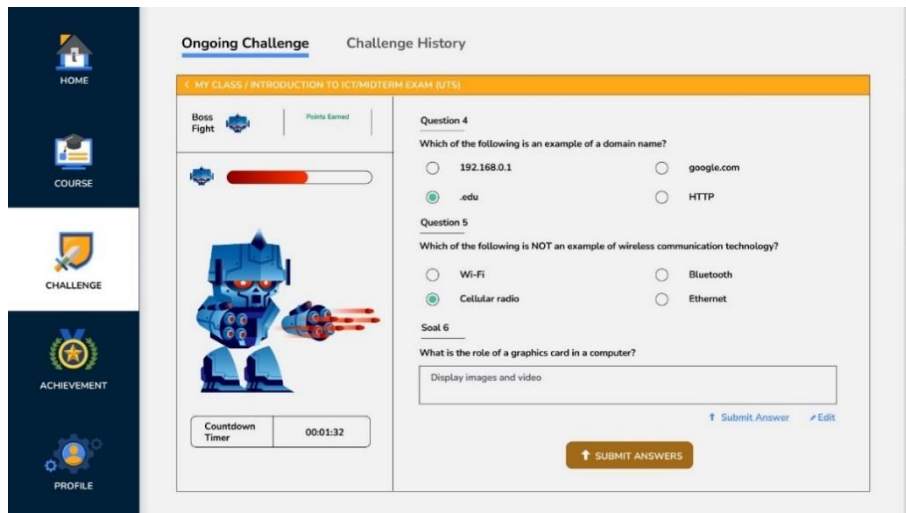 HOME
COURSE
CHALLENGE
ACHIEVEMENT
PROFILE
Ongoing Challenge Challenge History
< MY CLASS / INTRODUCTION TO ICT/MIDTERM EXAM (UTS)
Boss
Fight
Points Earned
Countdown
Timer
00:01:32
Question 4
Which of the following is an example of a domain name?
192.168.0.1 google.com
.edu HTTP
Question 5
Which of the following is NOT an example of wireless communication technology?
Wi-Fi Bluetooth
Cellular radio Ethernet
Soal 6
What is the role of a graphics card in a computer?
Display images and video
Submit Answer Edit
SUBMIT ANSWERS